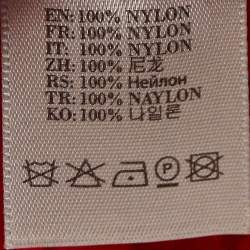 EN: 100% NYLON
FR: 100% NYLON
IT: 100% NYLON
ZH: 100% 尼龙
RS: 100% Нейлон
TR: 100% NAYLON
KO: 100% 나일론